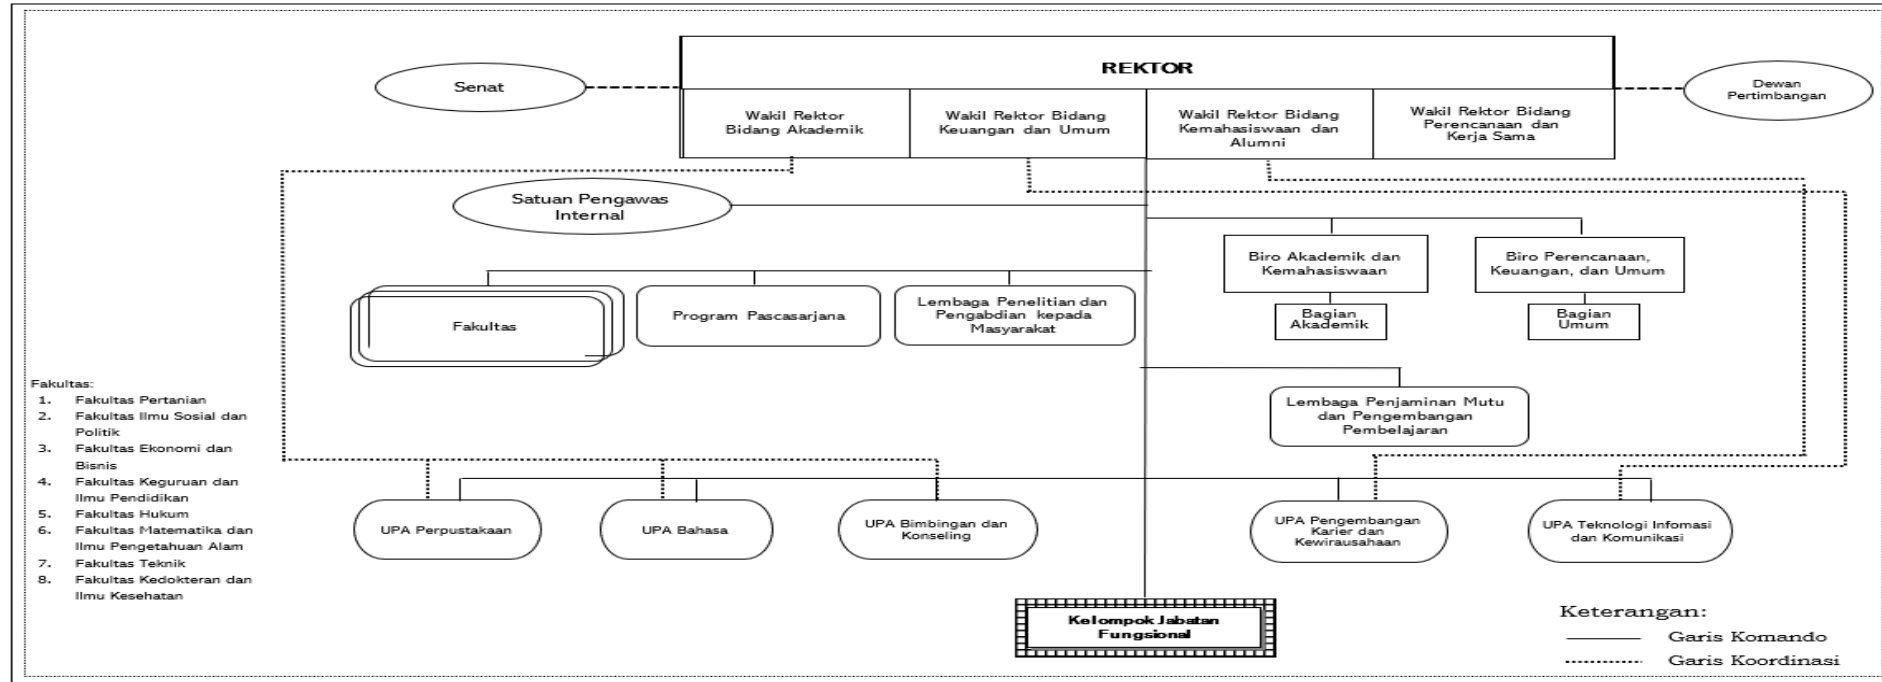 REKTOR
Senat
Dewan
Pertimbangan
Wakil Rektor
Bidang Akademik
Wakil Rektor Bidang
Keuangan dan Umum
Wakil Rektor Bidang
Kemahasiswaan dan
Alumni
Wakil Rektor Bidang
Perencanaan dan
Kerja Sama
Satuan Pengawas
Internal
Biro Akademik dan
Kemahasiswaan
Biro Perencanaan,
Keuangan, dan Umum
Bagian
Akademik
Bagian
Umum
Fakultas
Program Pascasarjana
Lembaga Penelitian dan
Pengabdian kepada
Masyarakat
Lembaga Penjaminan Mutu
dan Pengembangan
Pembelajaran
Fakultas:
1. Fakultas Pertanian
2. Fakultas Ilmu Sosial dan
Politik
3. Fakultas Ekonomi dan
Bisnis
4. Fakultas Keguruan dan
Ilmu Pendidikan
5. Fakultas Hukum
6. Fakultas Matematika dan
Ilmu Pengetahuan Alam
7. Fakultas Teknik
8. Fakultas Kedokteran dan
Ilmu Kesehatan
UPA Perpustakaan
UPA Bahasa
UPA Bimbingan dan
Konseling
UPA Pengembangan
Karier dan
Kewirausahaan
UPA Teknologi Infomasi
dan Komunikasi
Kelompok Jabatan
Fungsional
Keterangan:
Garis Komando
Garis Koordinasi